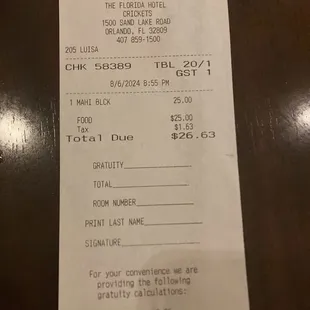 THE FLORIDA HOTEL
CRICKETS
1500 SAND LAKE ROAD
ORLANDO, FL 32809
407 859-1500
205 LUISA
CHK 58389 TBL 20/1
GST 1
8/6/2024 8:55 PM
1 MAHI BLCK 25.00
FOOD $25.00
Tax $1.63
Total Due $26.63
GRATUITY
TOTAL
ROOM NUMBER
PRINT LAST NAME
SIGNATURE
For your convenience we are
providing the following
gratuity calculations: